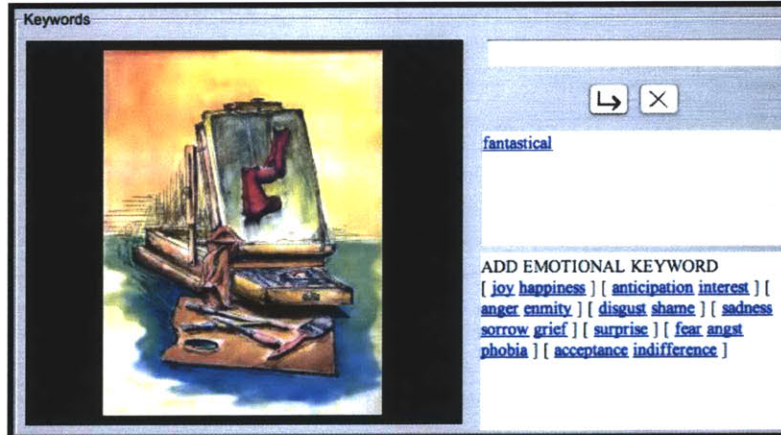 Keywords
fantastical
ADD EMOTIONAL KEYWORD
[ joy happiness ] [ anticipation interest ] [
anger enmity ] [ disgust shame ] [ sadness
sorrow grief ] [ surprise ] [ fear angst
phobia ] [ acceptance indifference ]